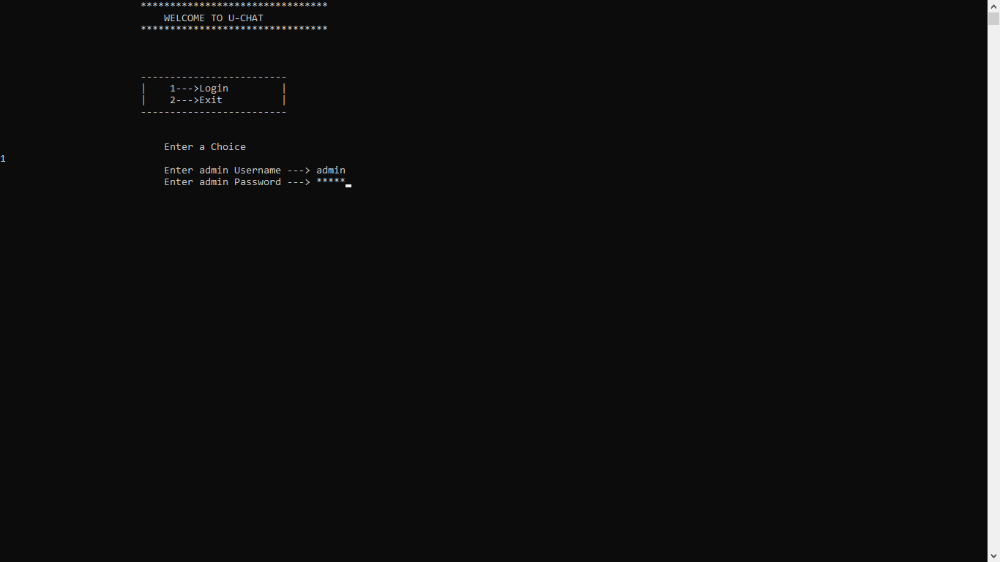 ********************************
WELCOME TO U-CHAT
********************************
-------------------------
|    1--->Login         |
|    2--->Exit          |
-------------------------
Enter a Choice
1
Enter admin Username ---> admin
Enter admin Password ---> *****